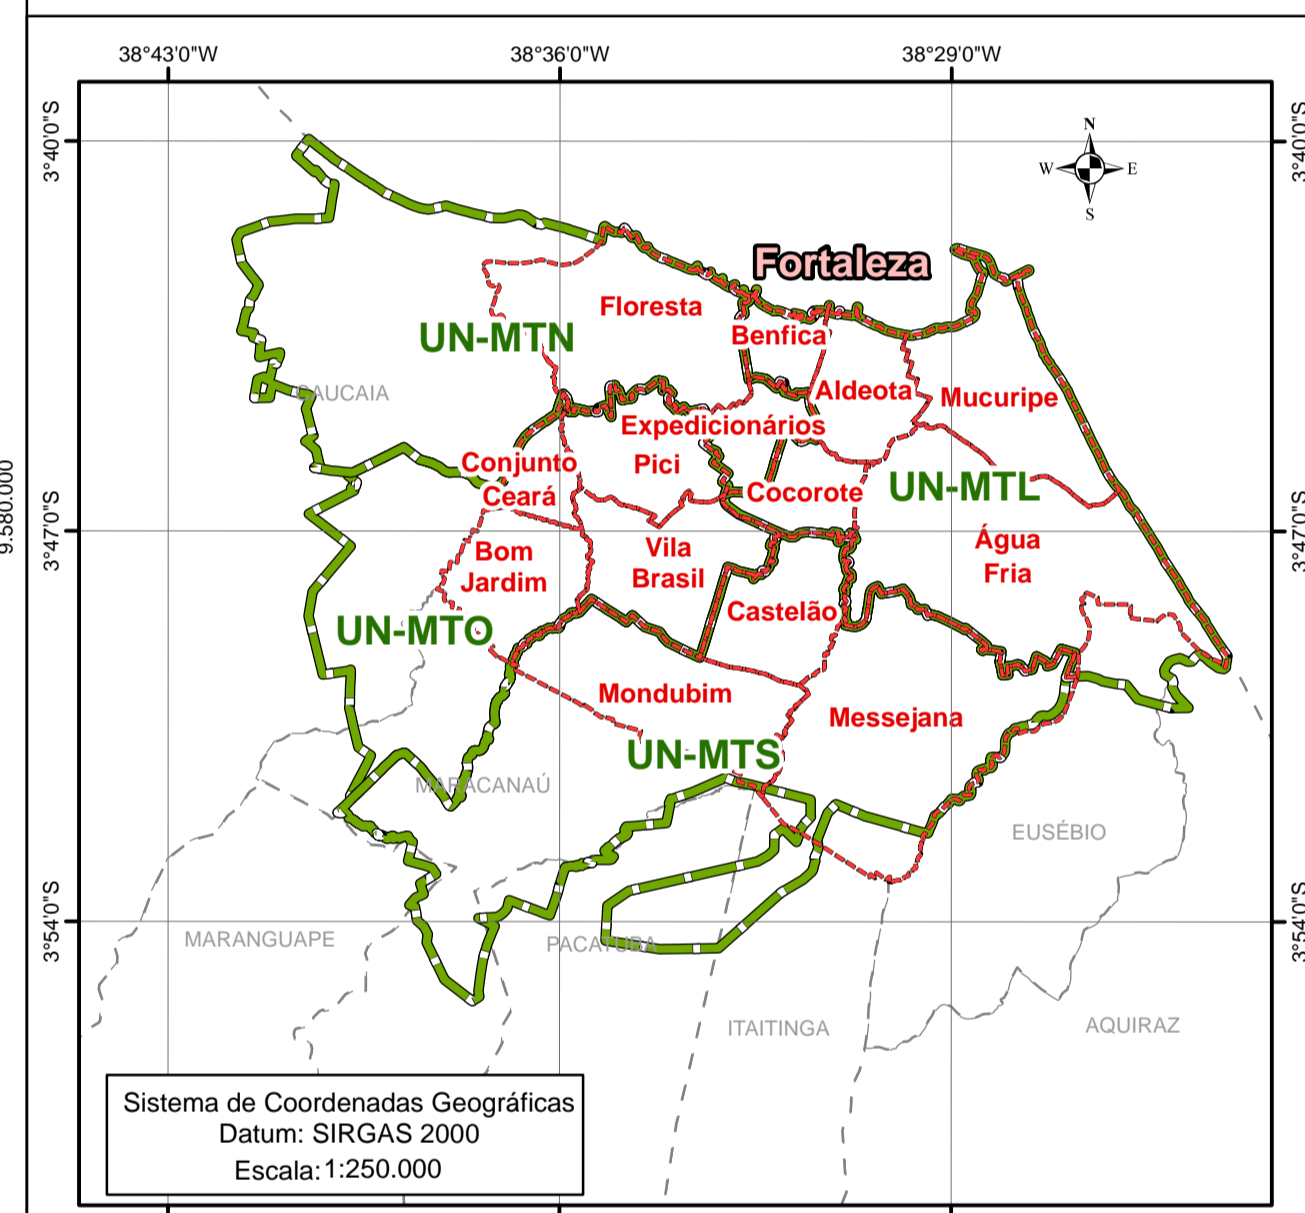 38°43'0"W
38°36'0"W
38°29'0"W
3°40'0"S
3°40'0"S
N
W
E
S
Fortaleza
Floresta
UN-MTN
Benfica
CAUCAIA
Aldeota
Mucuripe
Expedicionários
Conjunto
Ceará
Pici
Cocorote
UN-MTL
9.580.000
3°47'0"S
3°47'0"S
Bom
Jardim
Vila
Brasil
Água
Fria
Castelão
UN-MTO
Mondubim
Messejana
UN-MTS
MARACANAÚ
EUSÉBIO
3°54'0"S
3°54'0"S
MARANGUAPE
PACATUBA
ITAITINGA
AQUIRAZ
Sistema de Coordenadas Geográficas
Datum: SIRGAS 2000
Escala:1:250.000